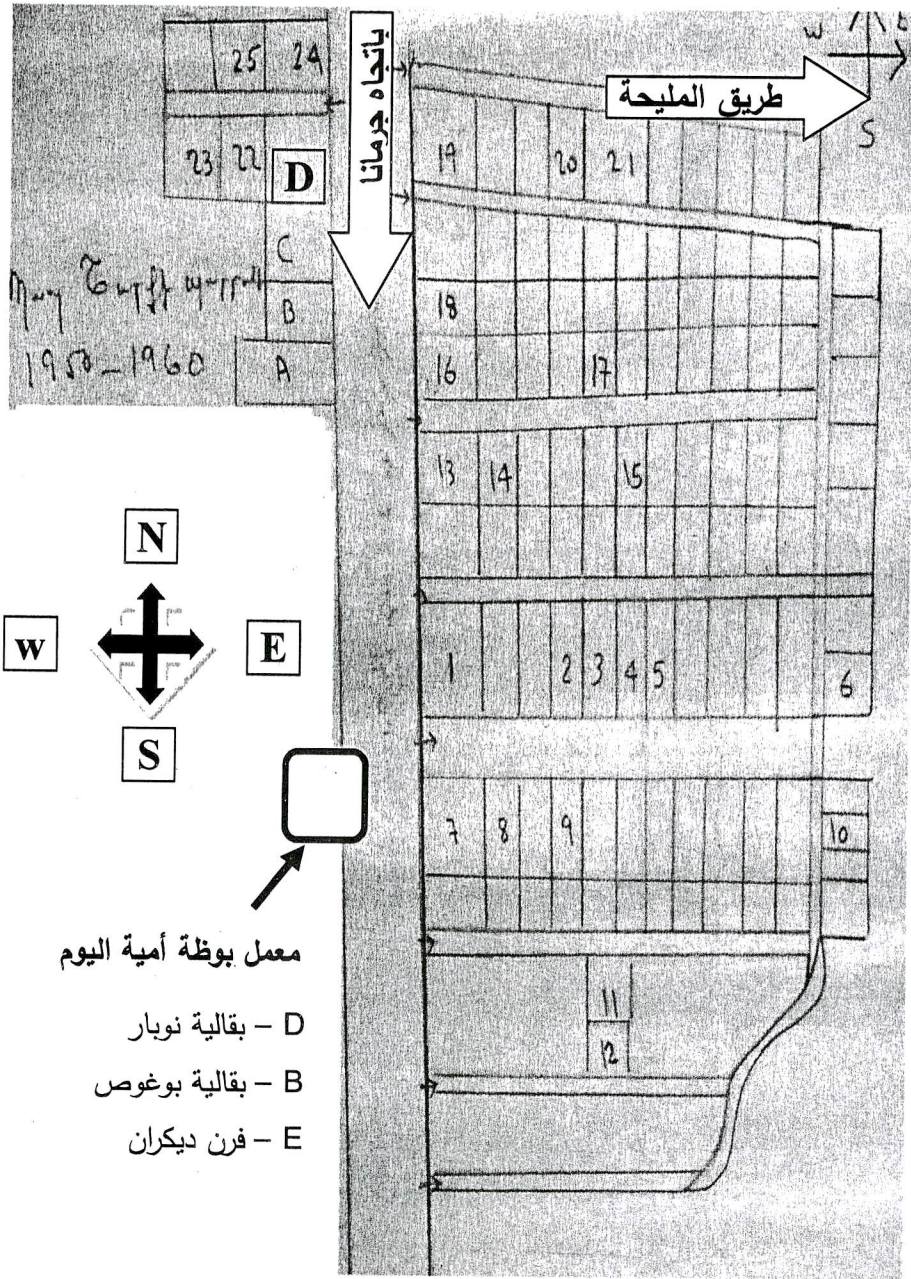 25 24
باتجاه جرمانا
W
طريق المليحة
S
23 22 D
19 20 21
C
B
18
1950-1960
A
16 17
13 14 15
N
W E
S
1 2 3 4 5 6
7 8 9 10
معمل بوظة أمية اليوم
11
12
D – بقالية نوبار
B – بقالية بوغوص
E – فرن ديكران